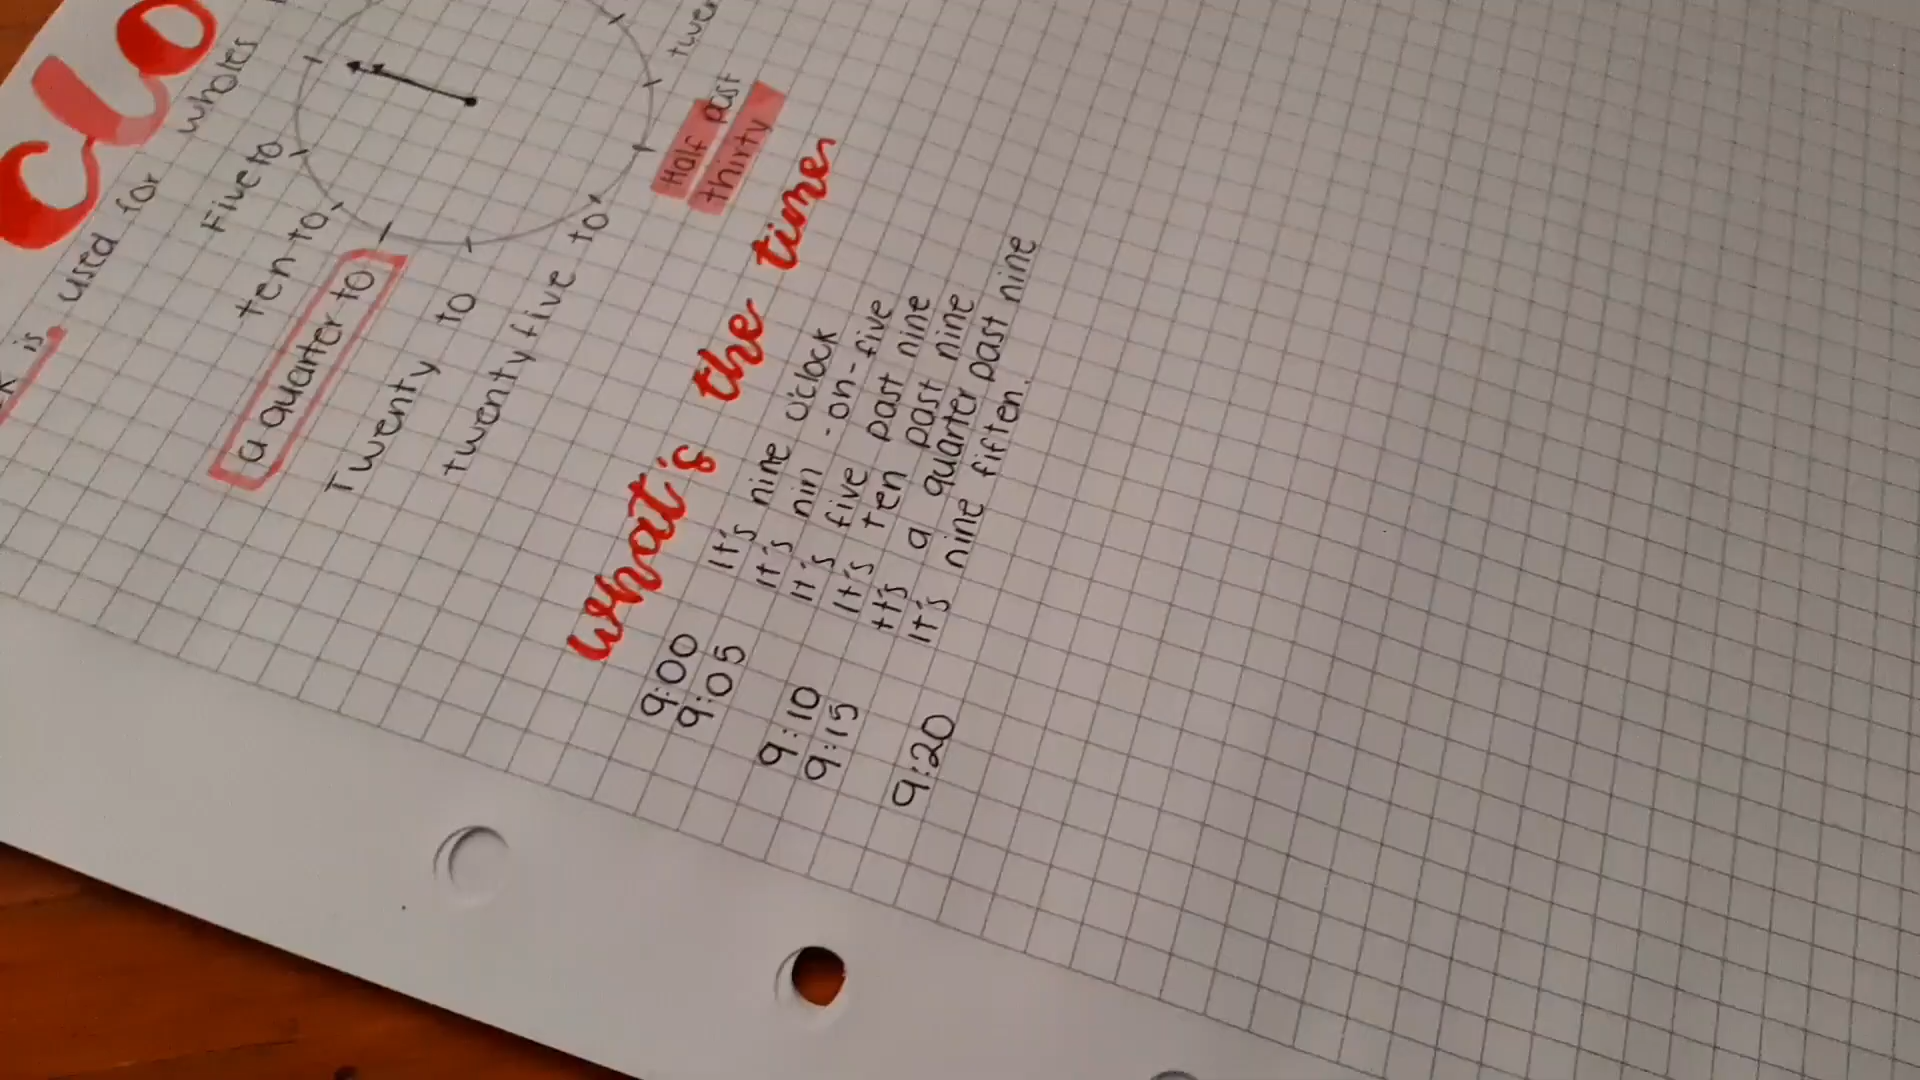 clo
is used for wholes
Five to
ten to
a quarter to
Twenty to
twenty five to
Half past
thirty
what's the time
9:00 It's nine o'clock
9:05 It's nin -on-five
It's five past nine
9:10 It's ten past nine
9:15 It's a quarter past nine
It's nine fiften.
9:20